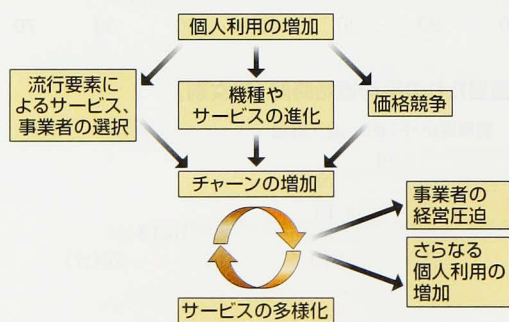 個人利用の増加
流行要素に
よるサービス、
事業者の選択
機種や
サービスの進化
価格競争
チャーンの増加
事業者の
経営圧迫
さらなる
個人利用の
増加
サービスの多様化